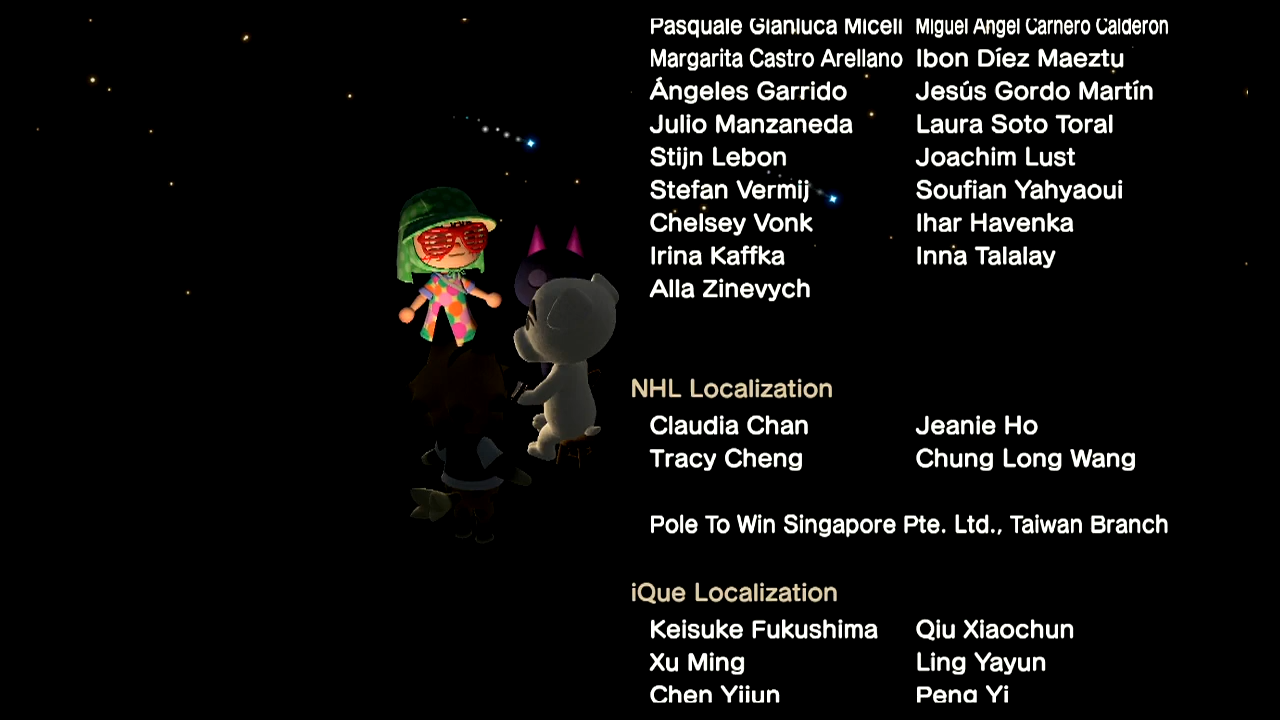 Pasquale Gianluca Miceli Miguel Ángel Carnero Calderón
Margarita Castro Arellano Ibon Díez Maeztu
Ángeles Garrido Jesús Gordo Martín
Julio Manzaneda Laura Soto Toral
Stijn Lebon Joachim Lust
Stefan Vermij Soufian Yahyaoui
Chelsey Vonk Ihar Havenka
Irina Kaffka Inna Talalay
Alla Zinevych
NHL Localization
Claudia Chan Jeanie Ho
Tracy Cheng Chung Long Wang
Pole To Win Singapore Pte. Ltd., Taiwan Branch
iQue Localization
Keisuke Fukushima Qiu Xiaochun
Xu Ming Ling Yayun
Chen Yijun Peng Yi